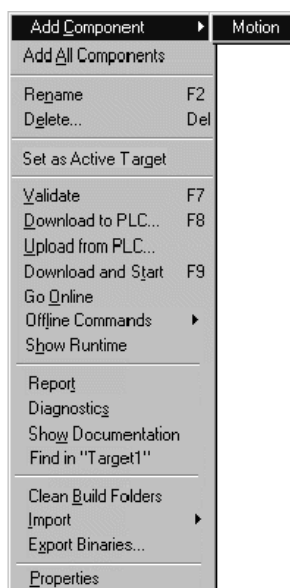 Add Component Motion
Add All Components
Rename F2
Delete... Del
Set as Active Target
Validate F7
Download to PLC... F8
Upload from PLC...
Download and Start F9
Go Online
Offline Commands
Show Runtime
Report
Diagnostics
Show Documentation
Find in "Target1"
Clean Build Folders
Import
Export Binaries...
Properties